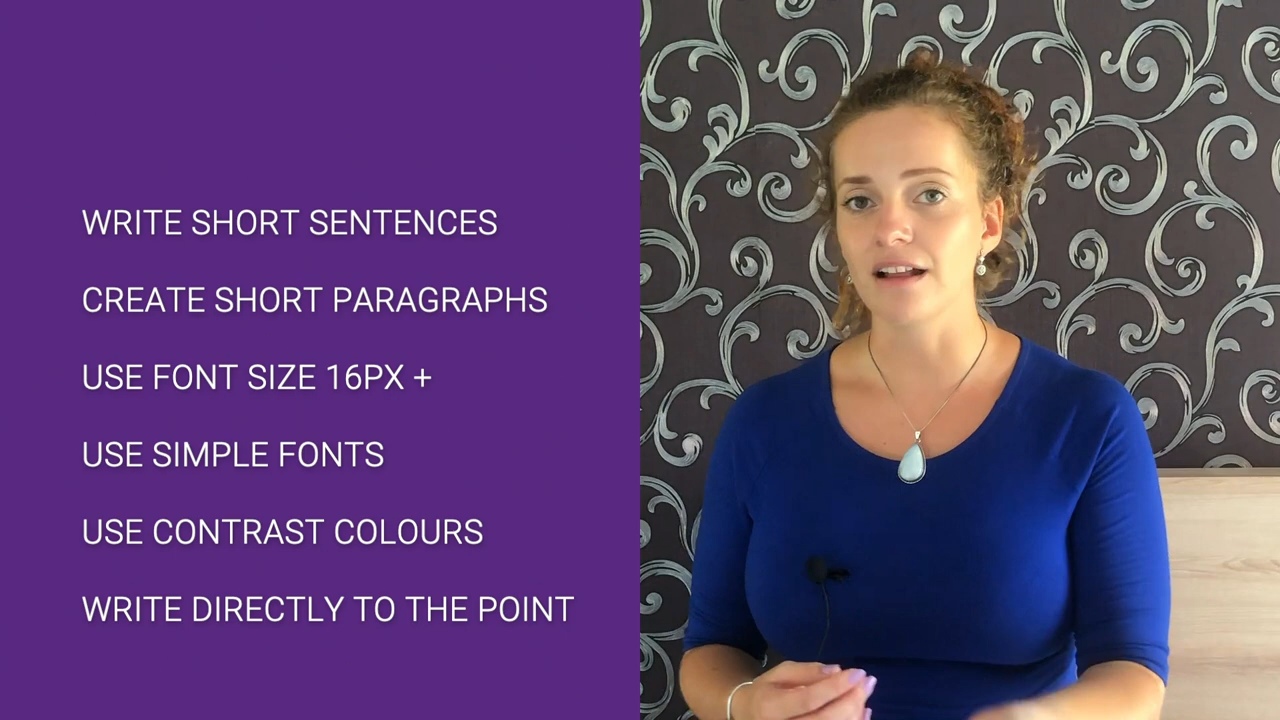 WRITE SHORT SENTENCES
CREATE SHORT PARAGRAPHS
USE FONT SIZE 16PX +
USE SIMPLE FONTS
USE CONTRAST COLOURS
WRITE DIRECTLY TO THE POINT